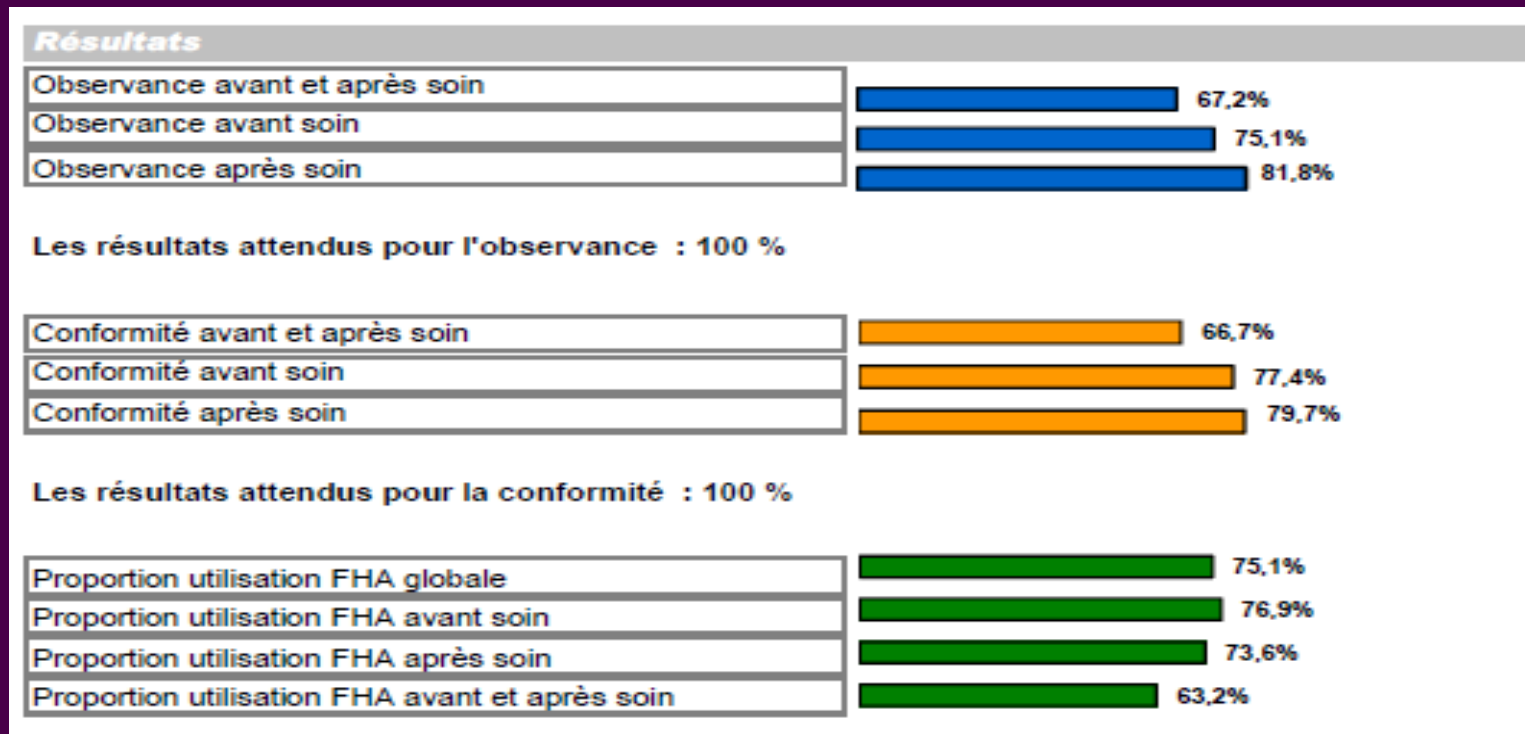 Résultats
Observance avant et après soin 67,2%
Observance avant soin 75,1%
Observance après soin 81,8%
Les résultats attendus pour l'observance : 100 %
Conformité avant et après soin 66,7%
Conformité avant soin 77,4%
Conformité après soin 79,7%
Les résultats attendus pour la conformité : 100 %
Proportion utilisation FHA globale 75,1%
Proportion utilisation FHA avant soin 76,9%
Proportion utilisation FHA après soin 73,6%
Proportion utilisation FHA avant et après soin 63,2%